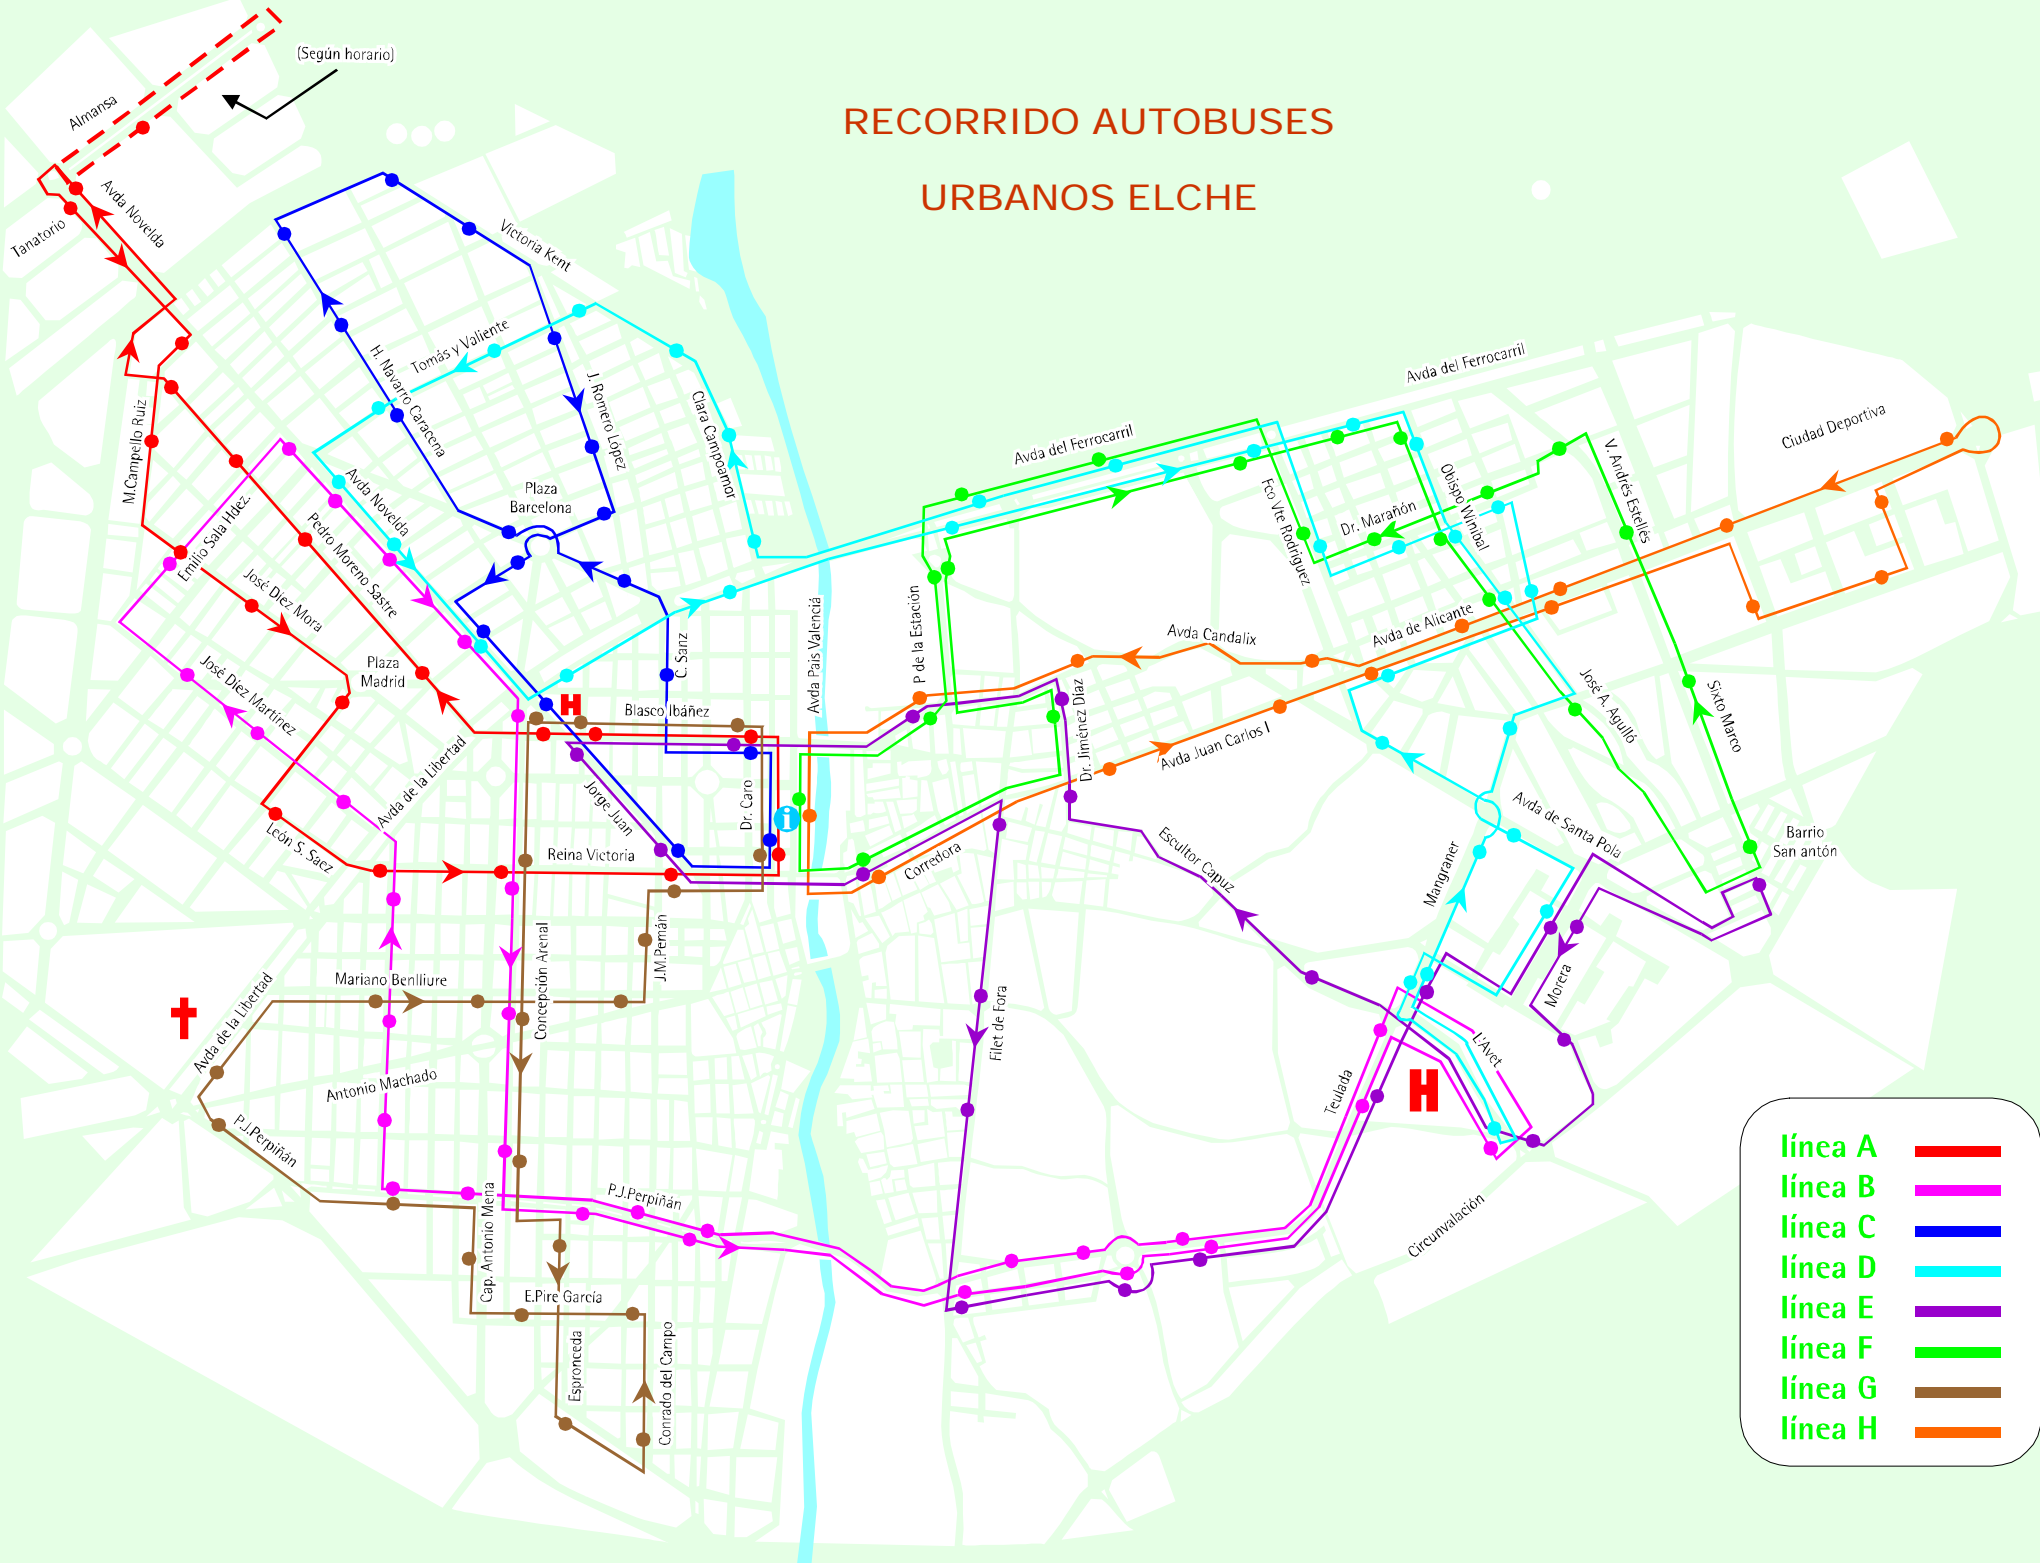 (Según horario)
RECORRIDO AUTOBUSES
URBANOS ELCHE
Almansa
Avda Novelda
Tanatorio
Victoria Kent
Tomás y Valiente
H. Navarro Caracena
J. Romero López
Clara Campoamor
M.Campello Ruiz
Avda Novelda
Plaza
Barcelona
Emilio Sala Hdez.
Pedro Moreno Sastre
José Díez Mora
José Díez Martínez
Plaza
Madrid
C. Sanz
Blasco Ibáñez
Avda Pais Valencià
P de la Estación
Avda del Ferrocarril
Avda del Ferrocarril
Fco Vte Rodriguez
Dr. Marañón
Obispo Winibal
V. Andrés Estellés
Ciudad Deportiva
Avda Candalix
Avda de Alicante
José A. Agulló
Sixto Marco
Dr. Jiménez Díaz
Avda Juan Carlos I
Avda de la Libertad
León S. Saez
Jorge Juan
Dr. Caro
i
Reina Victoria
Corredora
Escultor Capuz
Avda de Santa Pola
Barrio
San antón
Mangraner
Morera
L'Avet
H
H
Concepción Arenal
J.M.Pemán
Mariano Benlliure
Avda de la Libertad
Antonio Machado
P.J.Perpiñán
Filet de Fora
Teulada
P.J.Perpiñán
Cap. Antonio Mena
Circunvalación
E.Pire García
Espronceda
Conrado del Campo
línea A
línea B
línea C
línea D
línea E
línea F
línea G
línea H